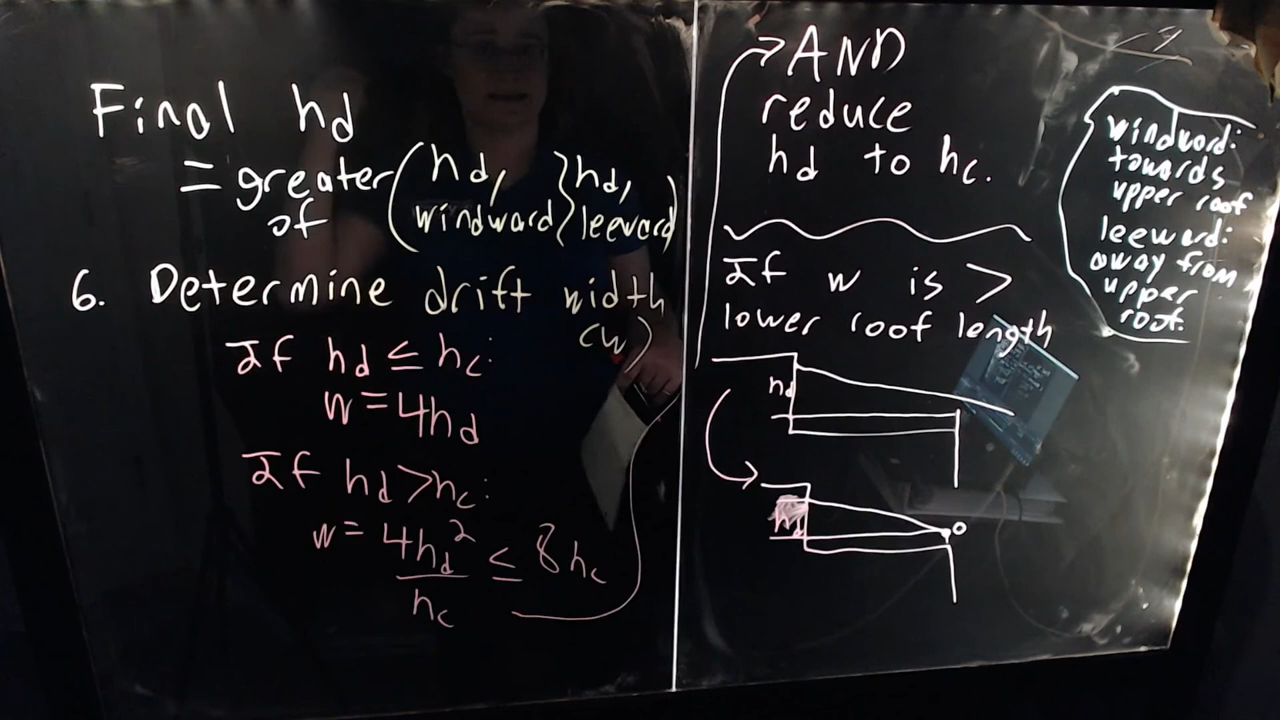 Final hd
= greater of (hd, windward} hd, leeward)
6. Determine drift width (w)
If hd ≤ hc:
w = 4hd
If hd > hc:
w = 4hd²/hc ≤ 8hc
→ AND
reduce
hd to hc.
If w is >
lower roof length
hd
hd
0
windward:
towards
upper roof
leeward:
away from
upper
roof.